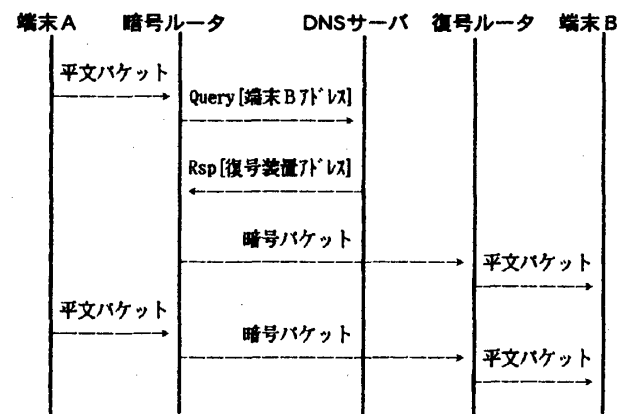 端末A 暗号ルータ DNSサーバ 復号ルータ 端末B
平文パケット
Query[端末Bｱﾄﾞﾚｽ]
Rsp[復号装置ｱﾄﾞﾚｽ]
暗号パケット
平文パケット
平文パケット
暗号パケット
平文パケット